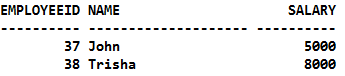 EMPLOYEEID NAME                     SALARY
---------- -------------------- ----------
        37 John                       5000
        38 Trisha                     8000